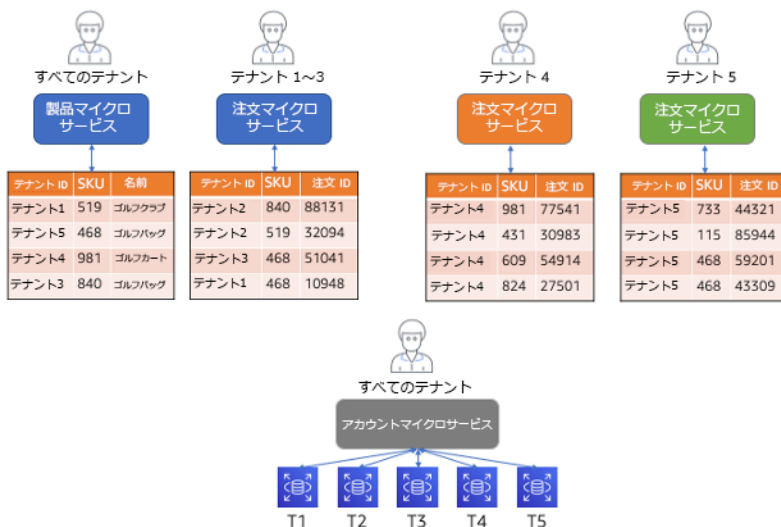 すべてのテナント
製品マイクロ
サービス
テナント ID SKU 名前
テナント1 519 ゴルフクラブ
テナント5 468 ゴルフバッグ
テナント4 981 ゴルフカート
テナント3 840 ゴルフバッグ
テナント 1~3
注文マイクロ
サービス
テナント ID SKU 注文 ID
テナント2 840 88131
テナント2 519 32094
テナント3 468 51041
テナント1 468 10948
テナント 4
注文マイクロ
サービス
テナント ID SKU 注文 ID
テナント4 981 77541
テナント4 431 30983
テナント4 609 54914
テナント4 824 27501
テナント 5
注文マイクロ
サービス
テナント ID SKU 注文 ID
テナント5 733 44321
テナント5 115 85944
テナント5 468 59201
テナント5 468 43309
すべてのテナント
アカウントマイクロサービス
T1 T2 T3 T4 T5